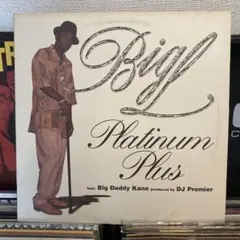 Big L
Platinum
Plus
feat. Big Daddy Kane produced by DJ Premier